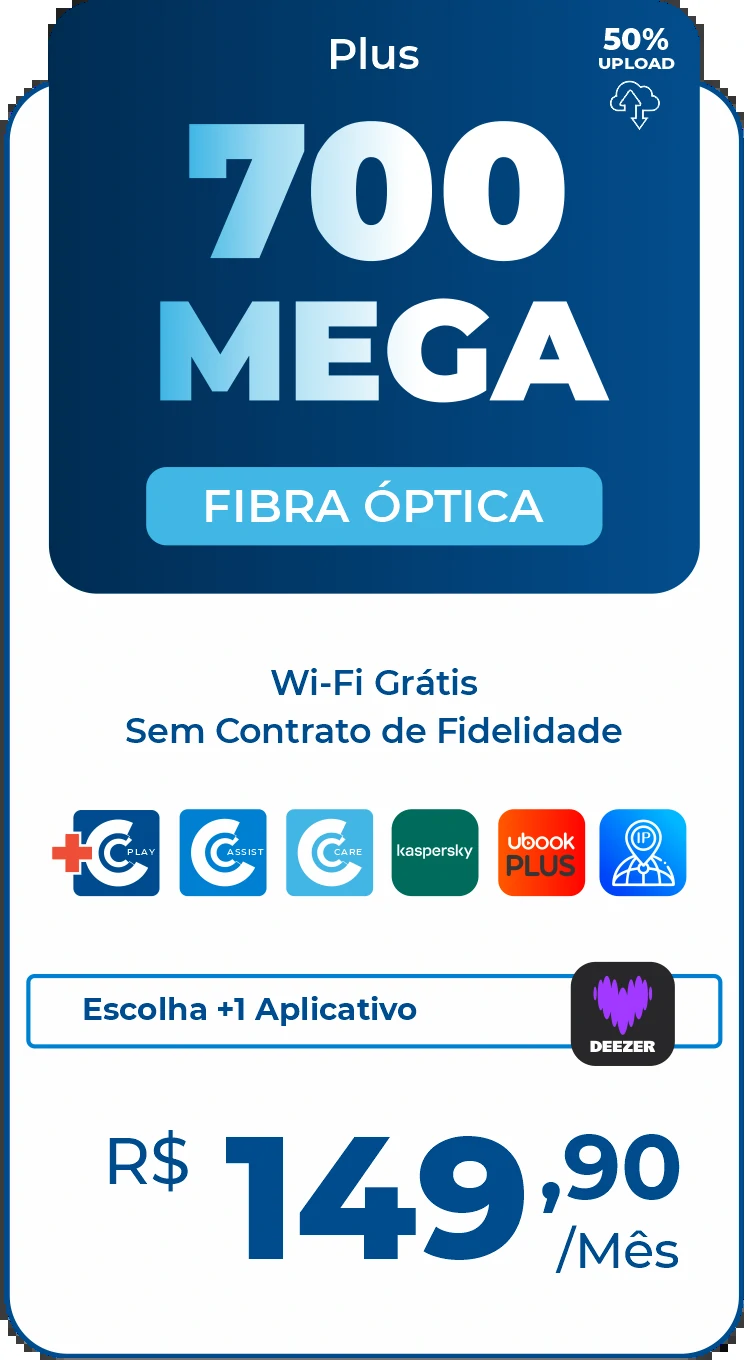 Plus
50%
UPLOAD
700
MEGA
FIBRA ÓPTICA
Wi-Fi Grátis
Sem Contrato de Fidelidade
PLAY
ASSIST
CARE
kaspersky
ubook
PLUS
IP
Escolha +1 Aplicativo
DEEZER
R$ 149,90
/Mês